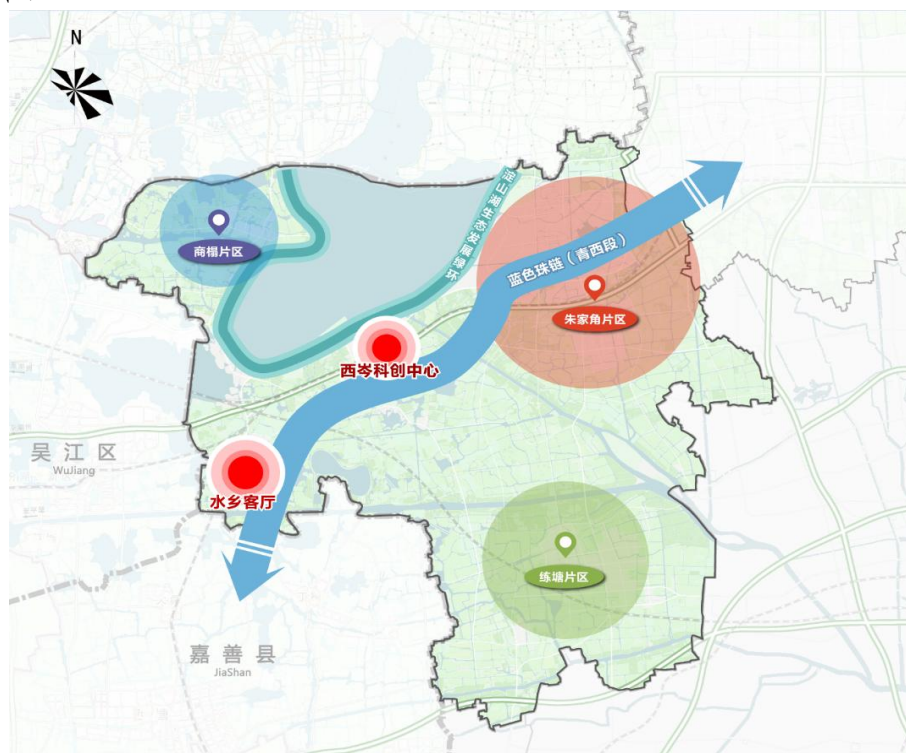 N
淀山湖生态发展绿环
商榻片区
蓝色珠链（青西段）
朱家角片区
西岑科创中心
吴江区
WuJiang
水乡客厅
练塘片区
嘉善县
JiaShan